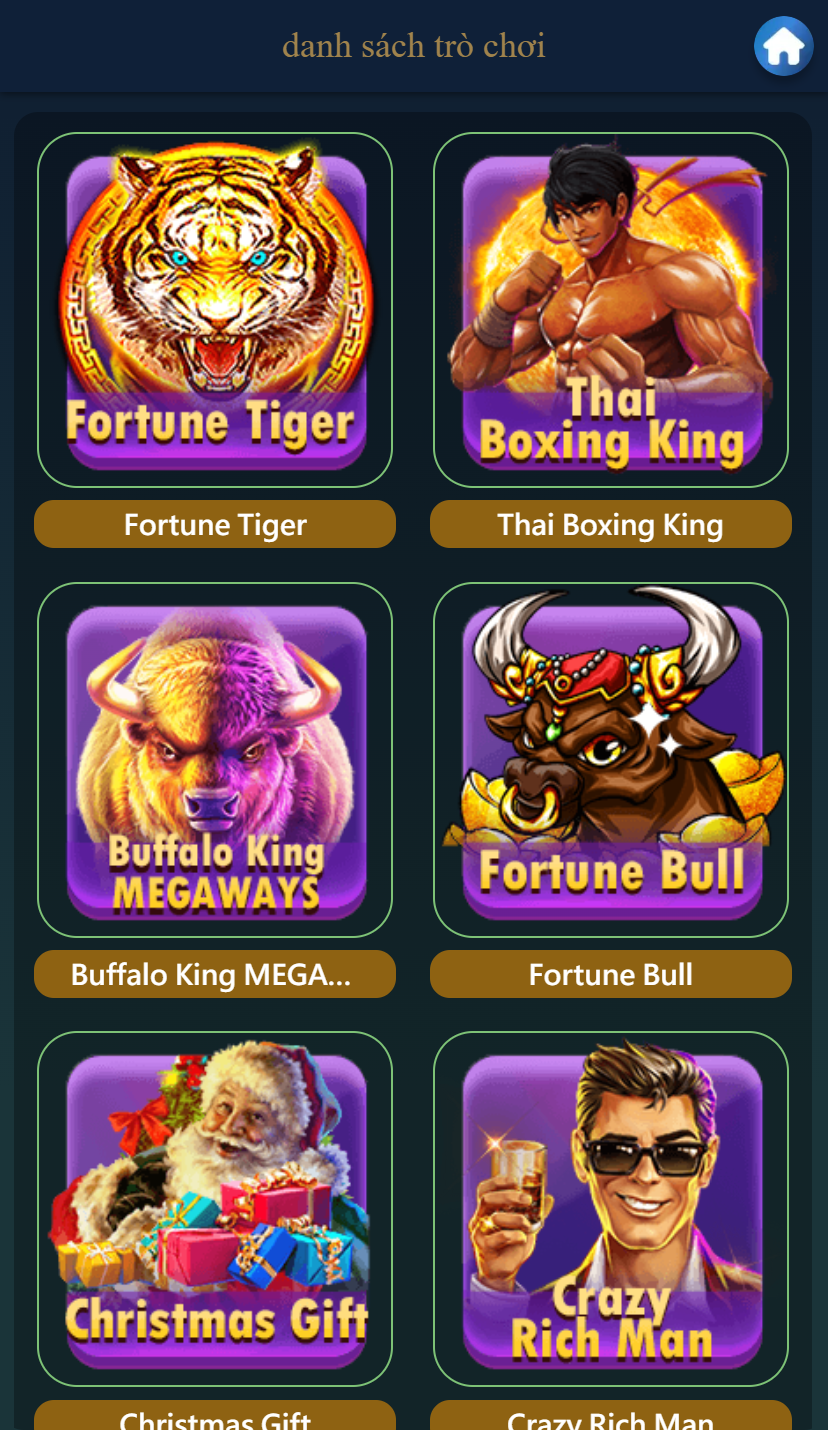 danh sách trò chơi
Fortune Tiger
Thai
Boxing King
Fortune Tiger
Thai Boxing King
Buffalo King
MEGAWAYS
Fortune Bull
Buffalo King MEGA...
Fortune Bull
Christmas Gift
Crazy
Rich Man
Christmas Gift
Crazy Rich Man